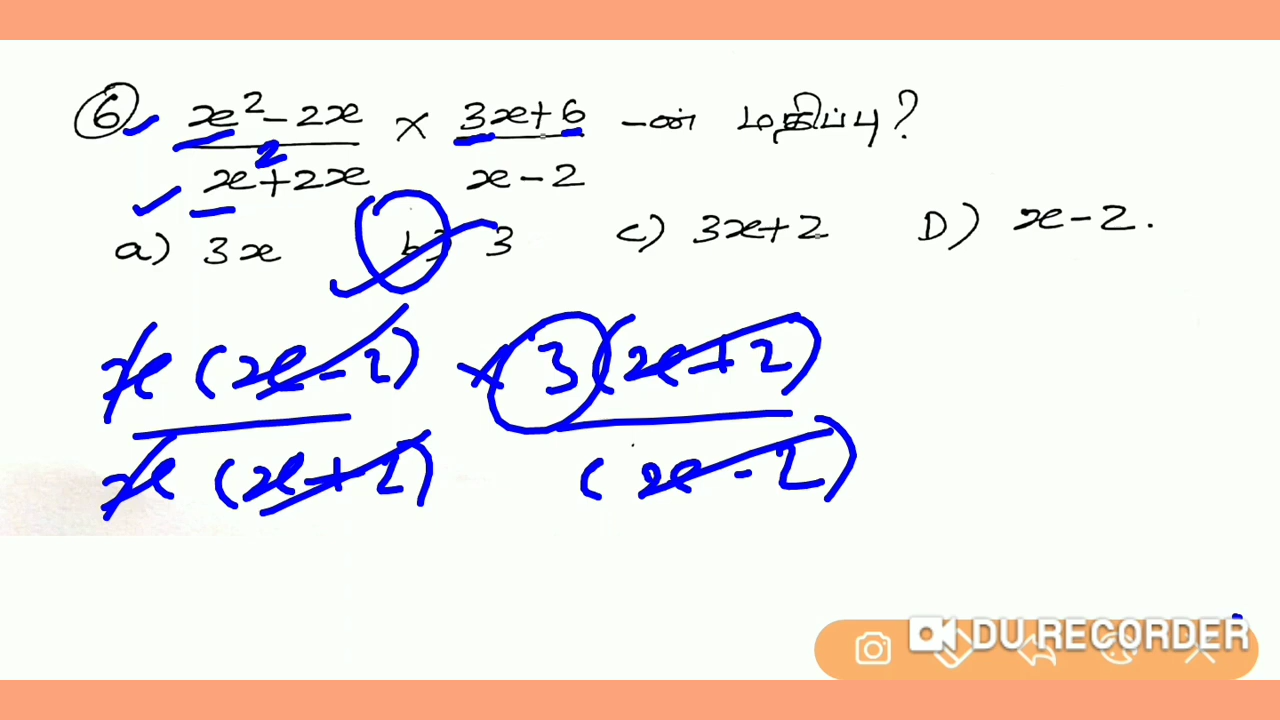 ⑥ x² - 2x / x² + 2x × 3x + 6 / x - 2 -ன் மதிப்பு?
a) 3x b) 3 c) 3x+2 D) x-2.
x (x-2) / x (x+2) × 3 (x+2) / (x-2)
DU RECORDER